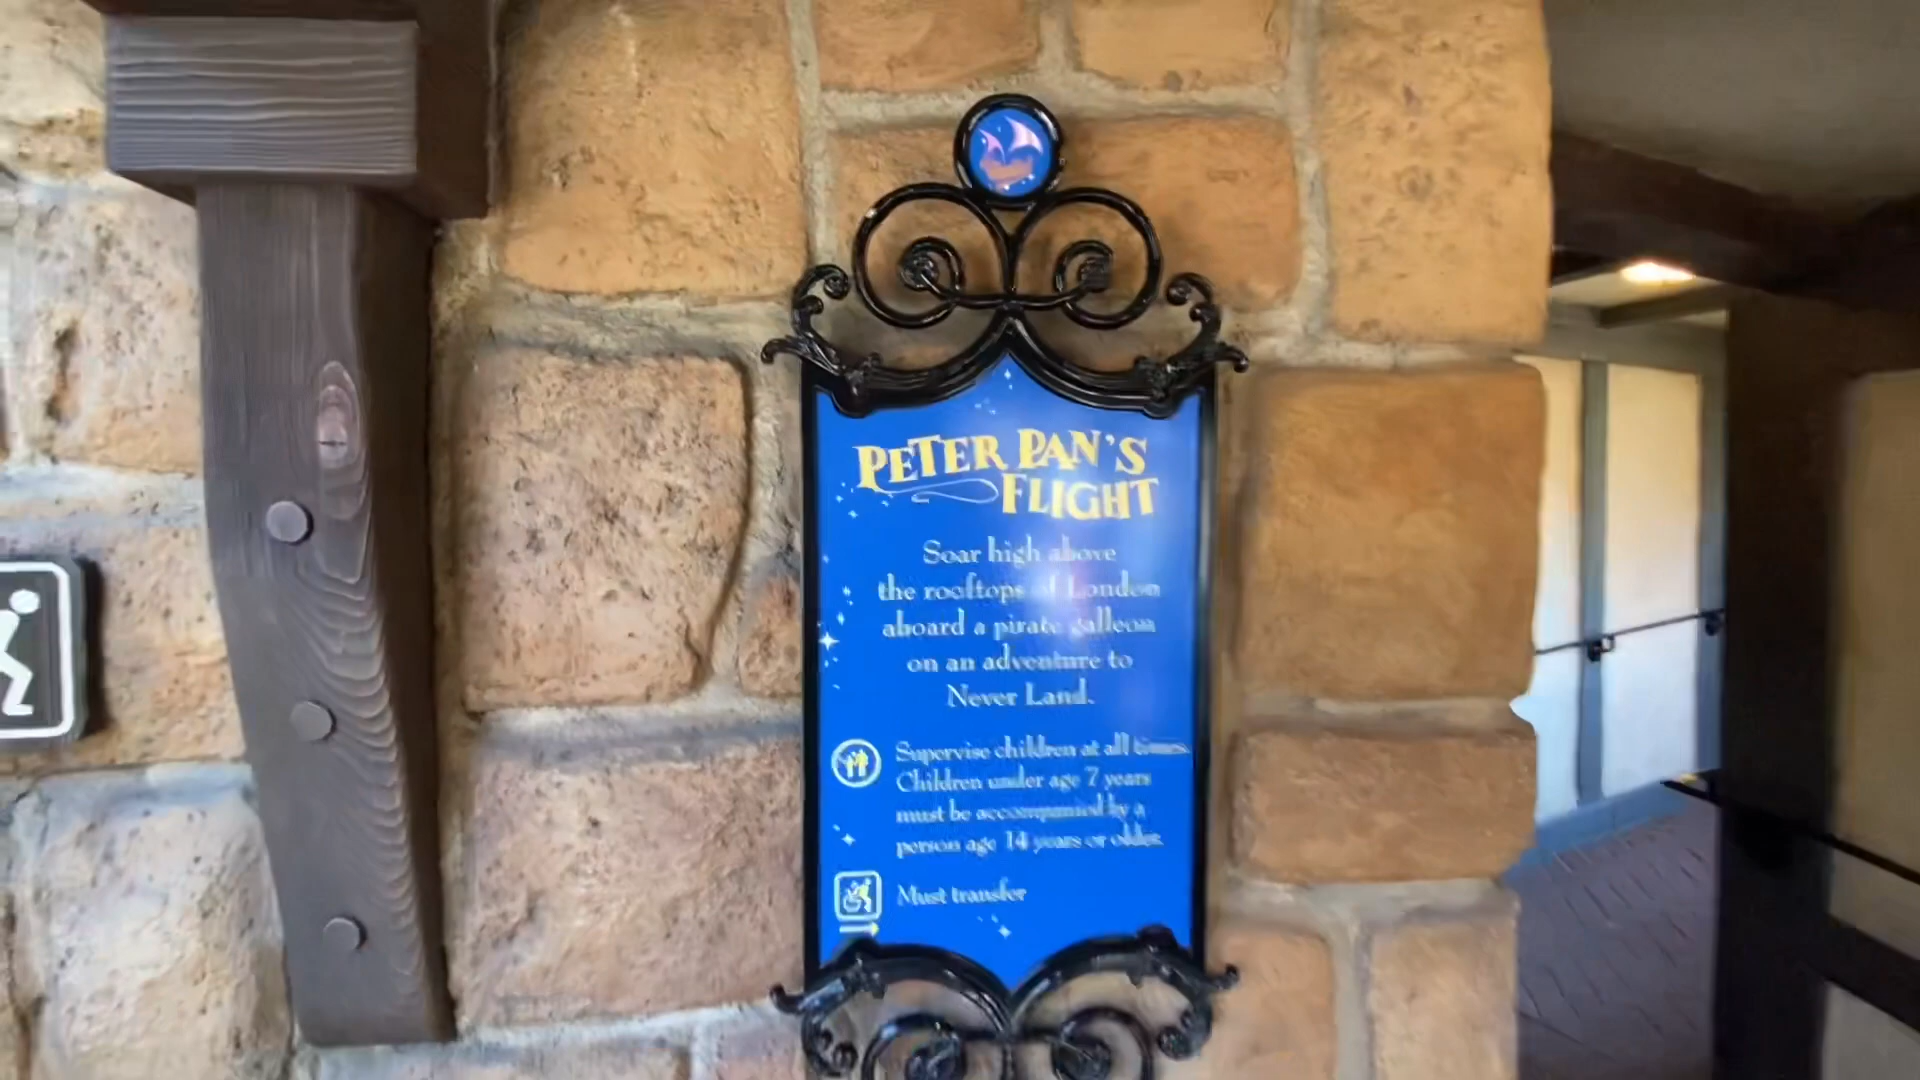 PETER PAN'S
FLIGHT
Soar high above
the rooftops of London
aboard a pirate galleon
on an adventure to
Never Land.
Supervise children at all times.
Children under age 7 years
must be accompanied by a
person age 14 years or older.
Must transfer